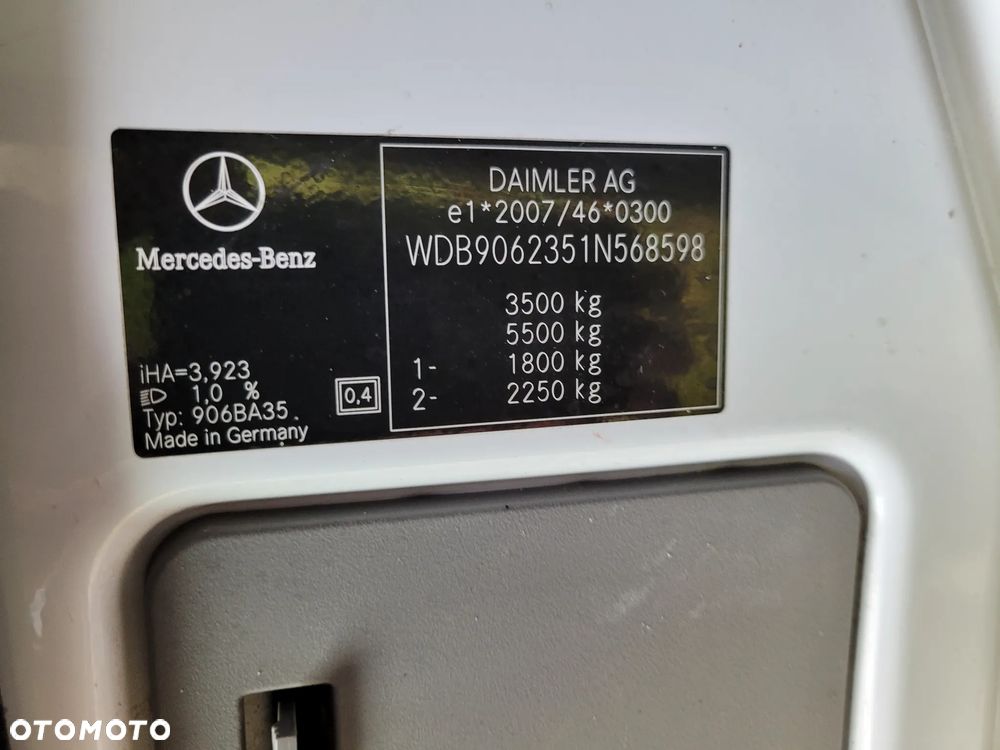 Mercedes-Benz
iHA=3,923
1,0 %
Typ: 906BA35
Made in Germany
0,4
DAIMLER AG
e1*2007/46*0300
WDB9062351N568598
3500 kg
5500 kg
1- 1800 kg
2- 2250 kg
OTOMOTO